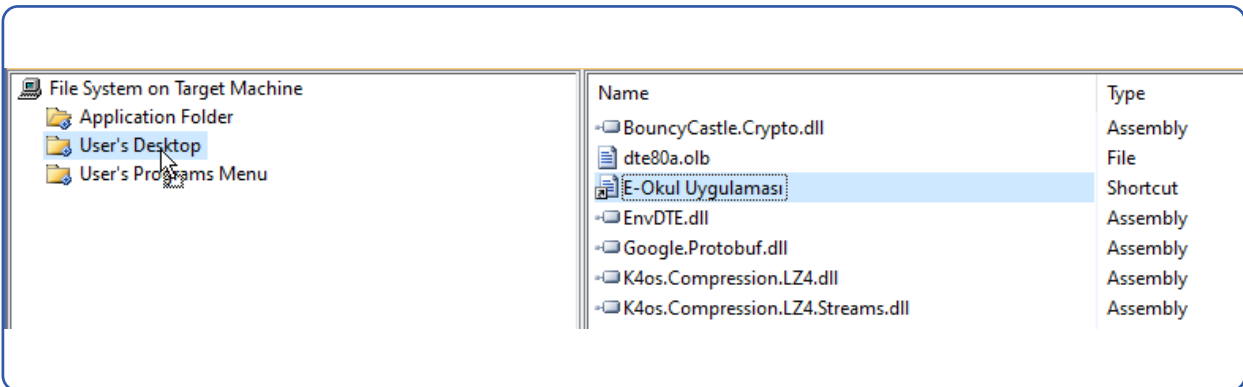 File System on Target Machine
Application Folder
User's Desktop
User's Programs Menu
Name Type
BouncyCastle.Crypto.dll Assembly
dte80a.olb File
E-Okul Uygulaması Shortcut
EnvDTE.dll Assembly
Google.Protobuf.dll Assembly
K4os.Compression.LZ4.dll Assembly
K4os.Compression.LZ4.Streams.dll Assembly